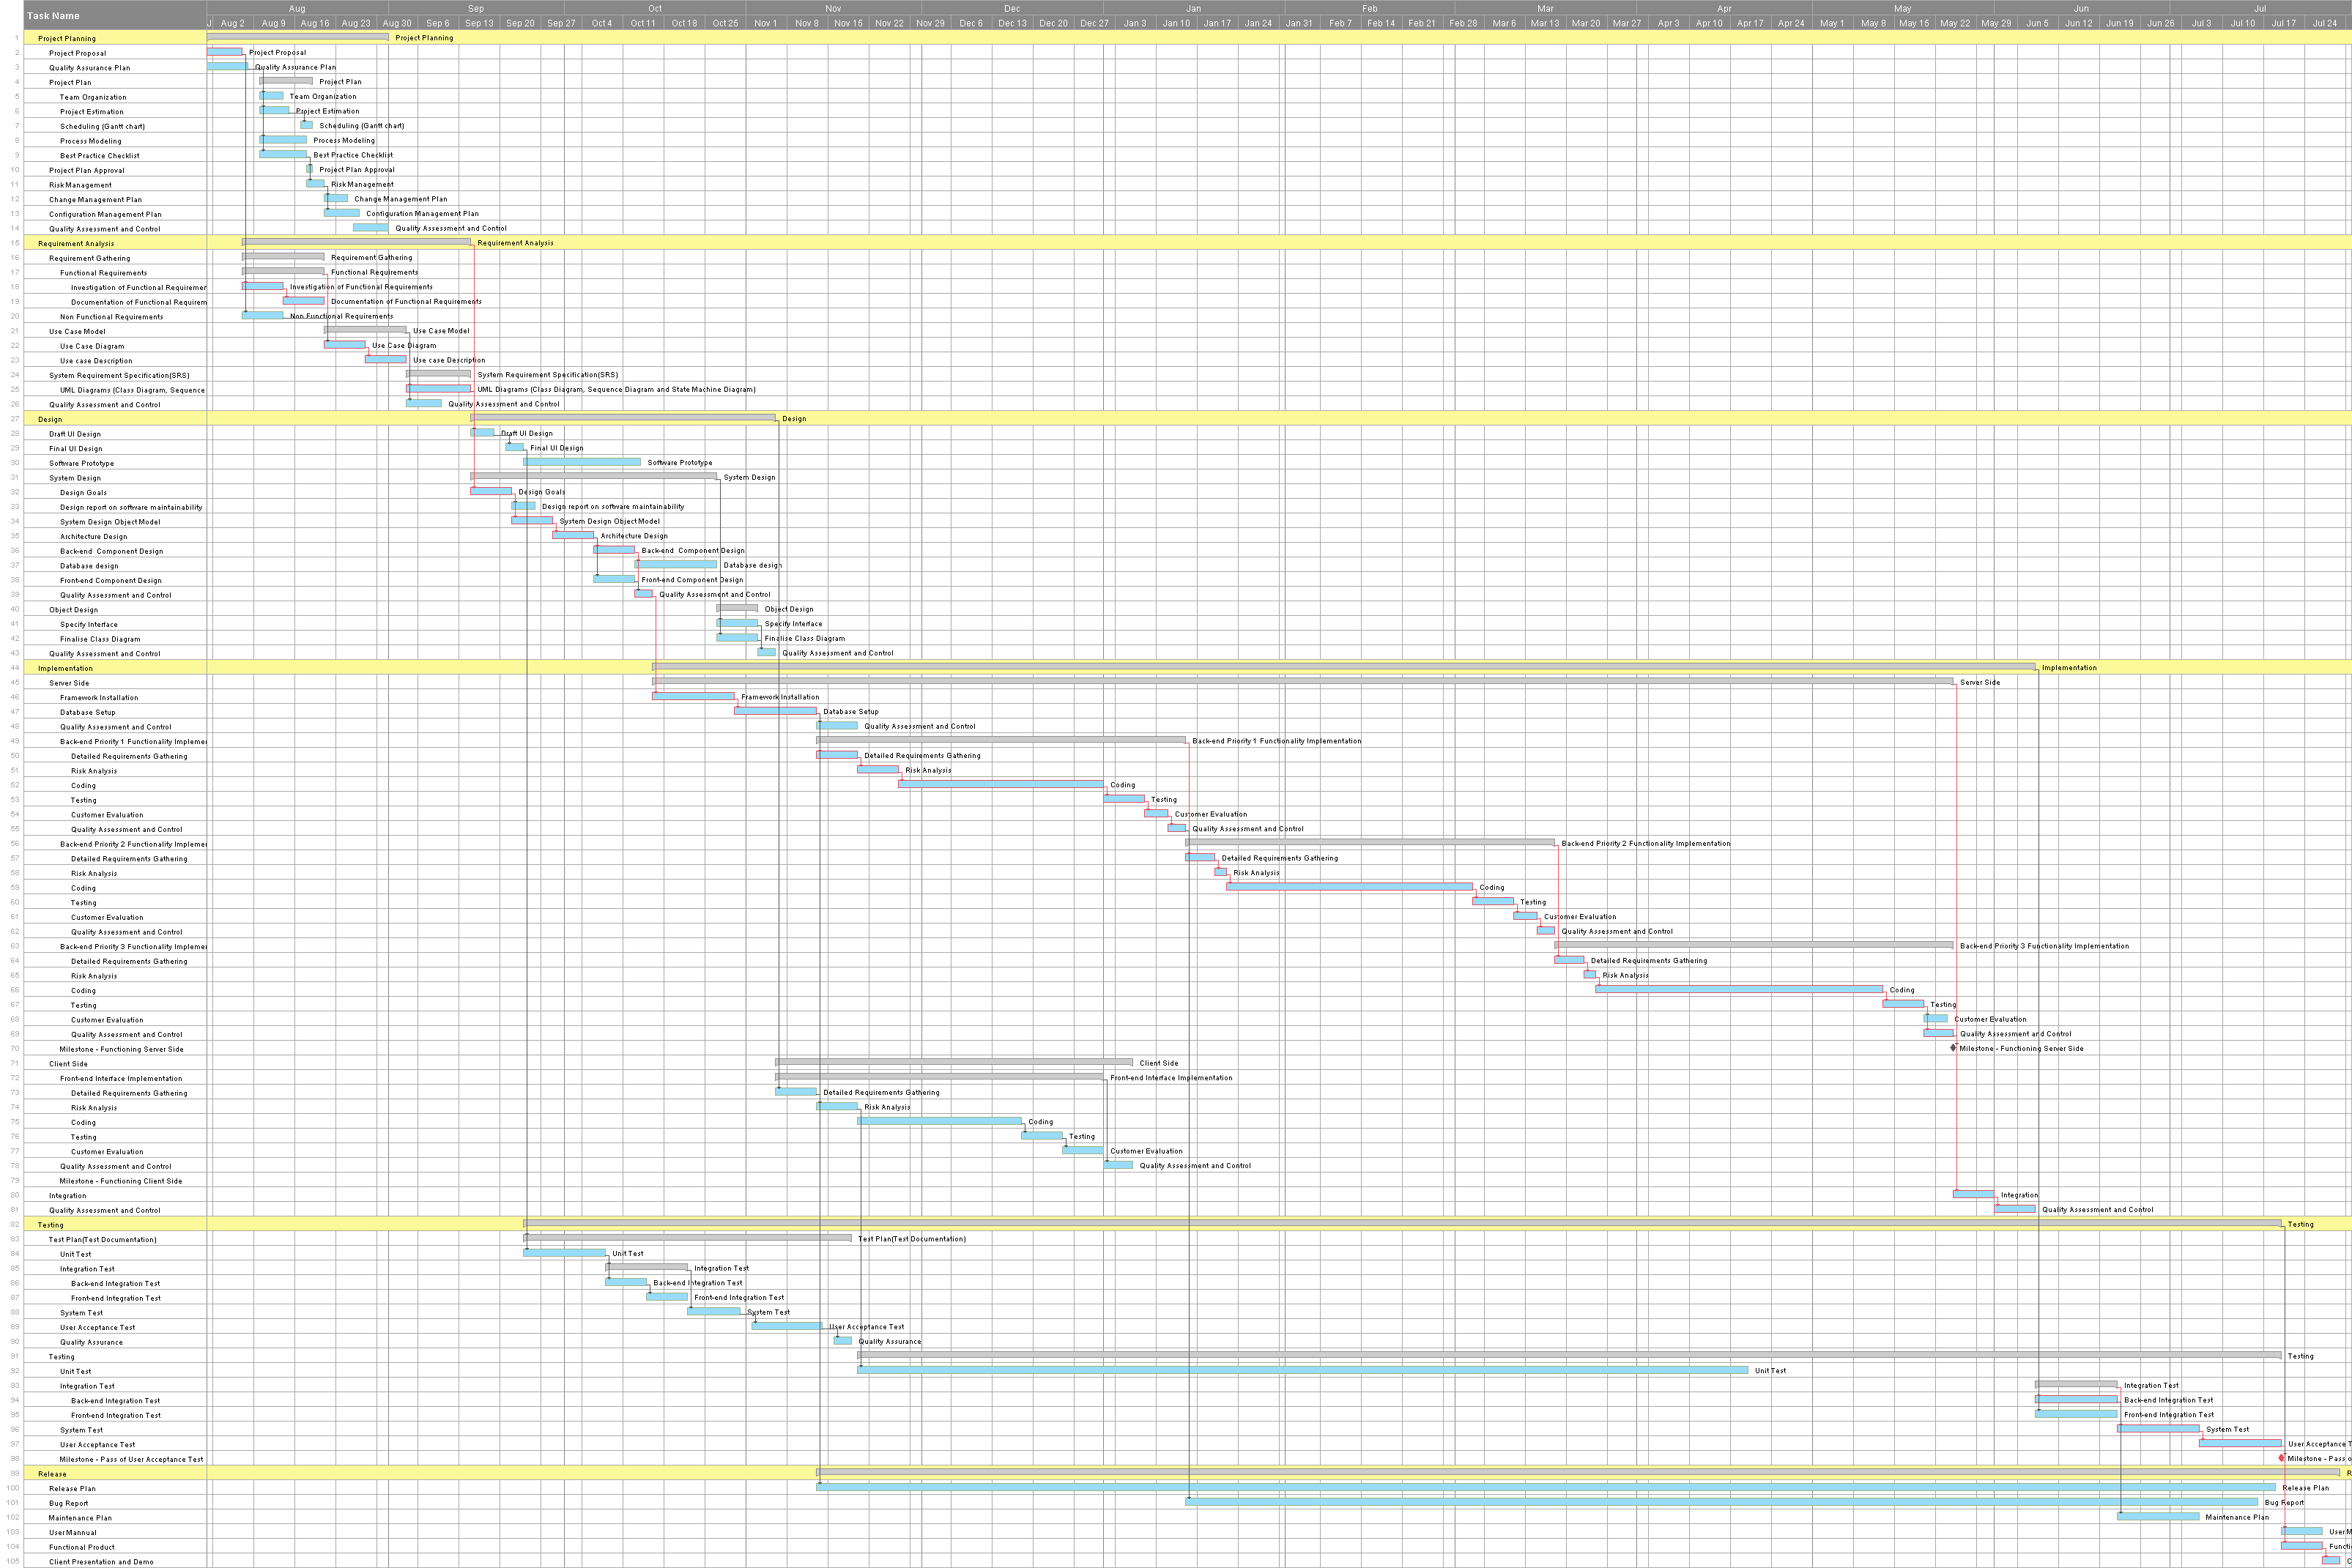 Task Name
Aug Sep Oct Nov Dec Jan Feb Mar Apr May Jun Jul
J Aug 2 Aug 9 Aug 16 Aug 23 Aug 30 Sep 6 Sep 13 Sep 20 Sep 27 Oct 4 Oct 11 Oct 18 Oct 25 Nov 1 Nov 8 Nov 15 Nov 22 Nov 29 Dec 6 Dec 13 Dec 20 Dec 27 Jan 3 Jan 10 Jan 17 Jan 24 Jan 31 Feb 7 Feb 14 Feb 21 Feb 28 Mar 6 Mar 13 Mar 20 Mar 27 Apr 3 Apr 10 Apr 17 Apr 24 May 1 May 8 May 15 May 22 May 29 Jun 5 Jun 12 Jun 19 Jun 26 Jul 3 Jul 10 Jul 17 Jul 24
1 Project Planning Project Planning
2 Project Proposal Project Proposal
3 Quality Assurance Plan Quality Assurance Plan
4 Project Plan Project Plan
5 Team Organization Team Organization
6 Project Estimation Project Estimation
7 Scheduling (Gantt chart) Scheduling (Gantt chart)
8 Process Modeling Process Modeling
9 Best Practice Checklist Best Practice Checklist
10 Project Plan Approval Project Plan Approval
11 Risk Management Risk Management
12 Change Management Plan Change Management Plan
13 Configuration Management Plan Configuration Management Plan
14 Quality Assessment and Control Quality Assessment and Control
15 Requirement Analysis Requirement Analysis
16 Requirement Gathering Requirement Gathering
17 Functional Requirements Functional Requirements
18 Investigation of Functional Requiremer Investigation of Functional Requirements
19 Documentation of Functional Requirem Documentation of Functional Requirements
20 Non Functional Requirements Non Functional Requirements
21 Use Case Model Use Case Model
22 Use Case Diagram Use Case Diagram
23 Use case Description Use case Description
24 System Requirement Specification(SRS) System Requirement Specification(SRS)
25 UML Diagrams (Class Diagram, Sequence UML Diagrams (Class Diagram, Sequence Diagram and State Machine Diagram)
26 Quality Assessment and Control Quality Assessment and Control
27 Design Design
28 Draft UI Design Draft UI Design
29 Final UI Design Final UI Design
30 Software Prototype Software Prototype
31 System Design System Design
32 Design Goals Design Goals
33 Design report on software maintainability Design report on software maintainability
34 System Design Object Model System Design Object Model
35 Architecture Design Architecture Design
36 Back-end Component Design Back-end Component Design
37 Database design Database design
38 Front-end Component Design Front-end Component Design
39 Quality Assessment and Control Quality Assessment and Control
40 Object Design Object Design
41 Specify Interface Specify Interface
42 Finalise Class Diagram Finalise Class Diagram
43 Quality Assessment and Control Quality Assessment and Control
44 Implementation Implementation
45 Server Side Server Side
46 Framework Installation Framework Installation
47 Database Setup Database Setup
48 Quality Assessment and Control Quality Assessment and Control
49 Back-end Priority 1 Functionality Implemer Back-end Priority 1 Functionality Implementation
50 Detailed Requirements Gathering Detailed Requirements Gathering
51 Risk Analysis Risk Analysis
52 Coding Coding
53 Testing Testing
54 Customer Evaluation Customer Evaluation
55 Quality Assessment and Control Quality Assessment and Control
56 Back-end Priority 2 Functionality Implemer Back-end Priority 2 Functionality Implementation
57 Detailed Requirements Gathering Detailed Requirements Gathering
58 Risk Analysis Risk Analysis
59 Coding Coding
60 Testing Testing
61 Customer Evaluation Customer Evaluation
62 Quality Assessment and Control Quality Assessment and Control
63 Back-end Priority 3 Functionality Implemer Back-end Priority 3 Functionality Implementation
64 Detailed Requirements Gathering Detailed Requirements Gathering
65 Risk Analysis Risk Analysis
66 Coding Coding
67 Testing Testing
68 Customer Evaluation Customer Evaluation
69 Quality Assessment and Control Quality Assessment and Control
70 Milestone - Functioning Server Side Milestone - Functioning Server Side
71 Client Side Client Side
72 Front-end Interface Implementation Front-end Interface Implementation
73 Detailed Requirements Gathering Detailed Requirements Gathering
74 Risk Analysis Risk Analysis
75 Coding Coding
76 Testing Testing
77 Customer Evaluation Customer Evaluation
78 Quality Assessment and Control Quality Assessment and Control
79 Milestone - Functioning Client Side
80 Integration Integration
81 Quality Assessment and Control Quality Assessment and Control
82 Testing Testing
83 Test Plan(Test Documentation) Test Plan(Test Documentation)
84 Unit Test Unit Test
85 Integration Test Integration Test
86 Back-end Integration Test Back-end Integration Test
87 Front-end Integration Test Front-end Integration Test
88 System Test System Test
89 User Acceptance Test User Acceptance Test
90 Quality Assurance Quality Assurance
91 Testing Testing
92 Unit Test Unit Test
93 Integration Test Integration Test
94 Back-end Integration Test Back-end Integration Test
95 Front-end Integration Test Front-end Integration Test
96 System Test System Test
97 User Acceptance Test User Acceptance T
98 Milestone - Pass of User Acceptance Test Milestone - Pass o
99 Release R
100 Release Plan Release Plan
101 Bug Report Bug Report
102 Maintenance Plan Maintenance Plan
103 User Mannual User M
104 Functional Product Functi
105 Client Presentation and Demo